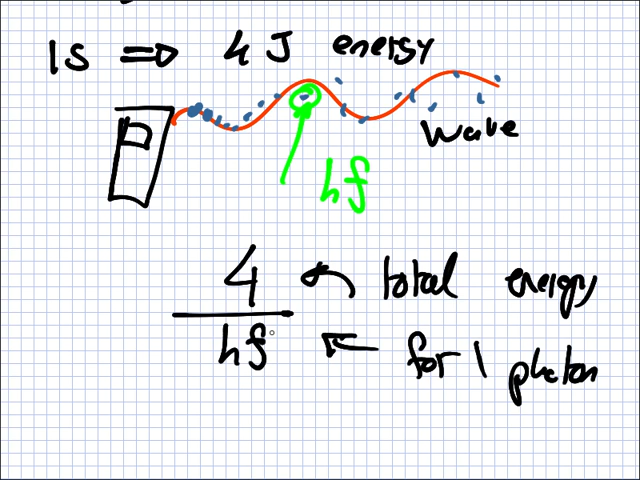 1s ⇒ 4 J energy
wave
hf
4 ← total energy
hf ← for 1 photon